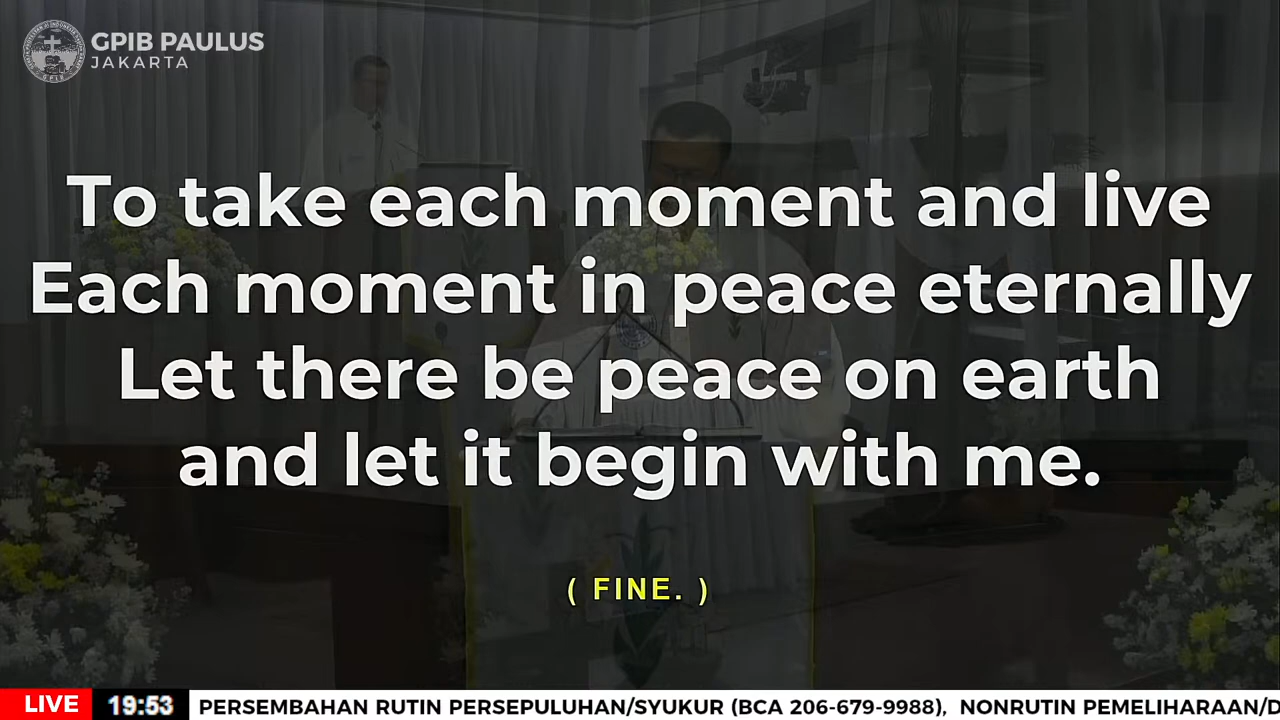 GPIB PAULUS
JAKARTA
To take each moment and live
Each moment in peace eternally
Let there be peace on earth
and let it begin with me.
( FINE. )
LIVE 19:53 PERSEMBAHAN RUTIN PERSEPULUHAN/SYUKUR (BCA 206-679-9988), NONRUTIN PEMELIHARAAN/D